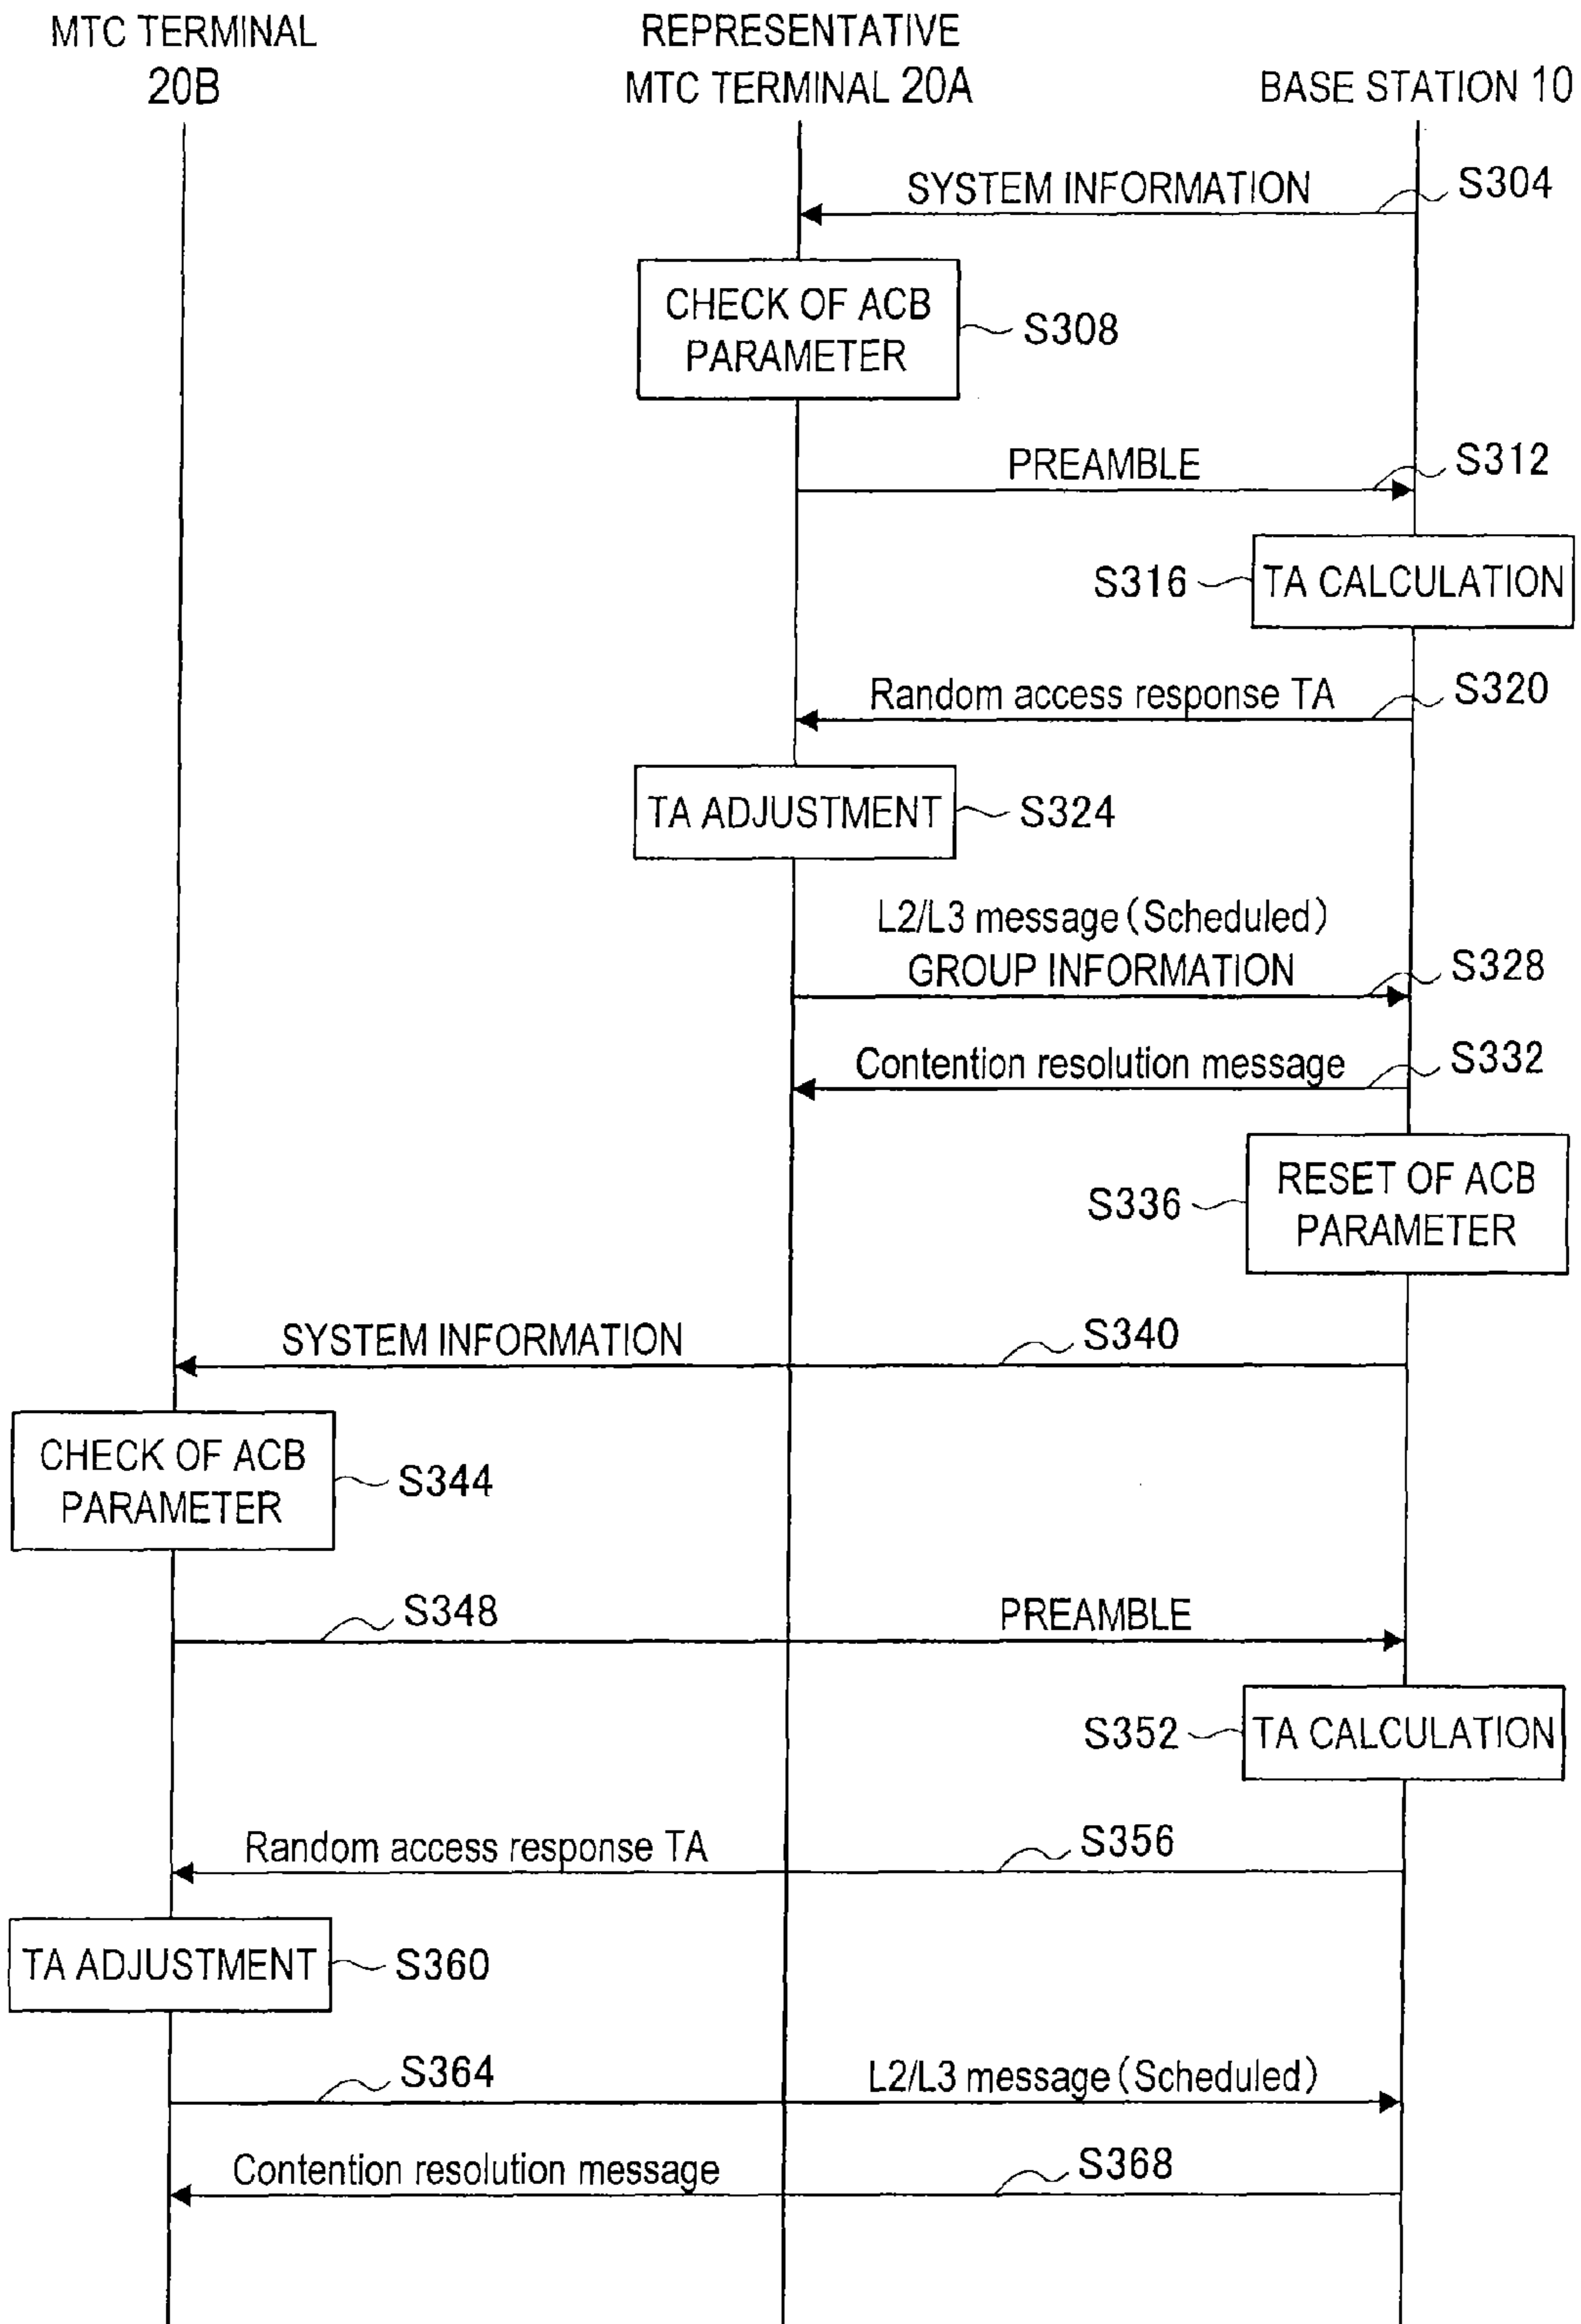 MTC TERMINAL
20B
REPRESENTATIVE
MTC TERMINAL 20A
BASE STATION 10
SYSTEM INFORMATION
S304
CHECK OF ACB
PARAMETER
S308
PREAMBLE
S312
S316
TA CALCULATION
Random access response TA
S320
TA ADJUSTMENT
S324
L2/L3 message (Scheduled)
GROUP INFORMATION
S328
Contention resolution message
S332
S336
RESET OF ACB
PARAMETER
SYSTEM INFORMATION
S340
CHECK OF ACB
PARAMETER
S344
S348
PREAMBLE
S352
TA CALCULATION
Random access response TA
S356
TA ADJUSTMENT
S360
S364
L2/L3 message (Scheduled)
Contention resolution message
S368